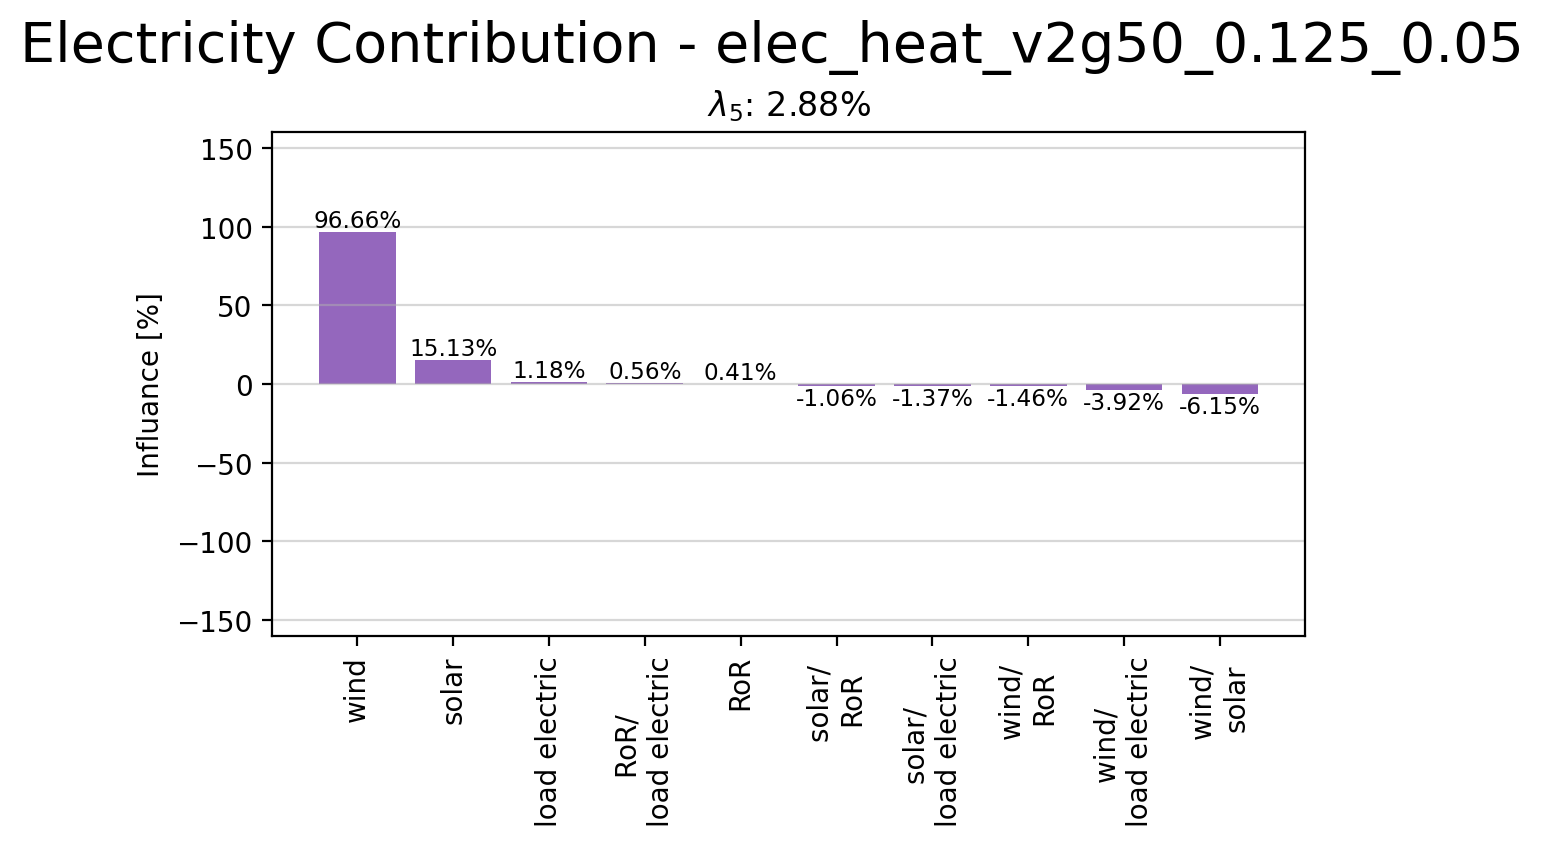 Electricity Contribution - elec_heat_v2g50_0.125_0.05
λ5: 2.88%
Influance [%]
150
100
50
0
−50
−100
−150
96.66%
15.13%
1.18%
0.56%
0.41%
-1.06%
-1.37%
-1.46%
-3.92%
-6.15%
wind
solar
load electric
RoR/
load electric
RoR
solar/
RoR
solar/
load electric
wind/
RoR
wind/
load electric
wind/
solar